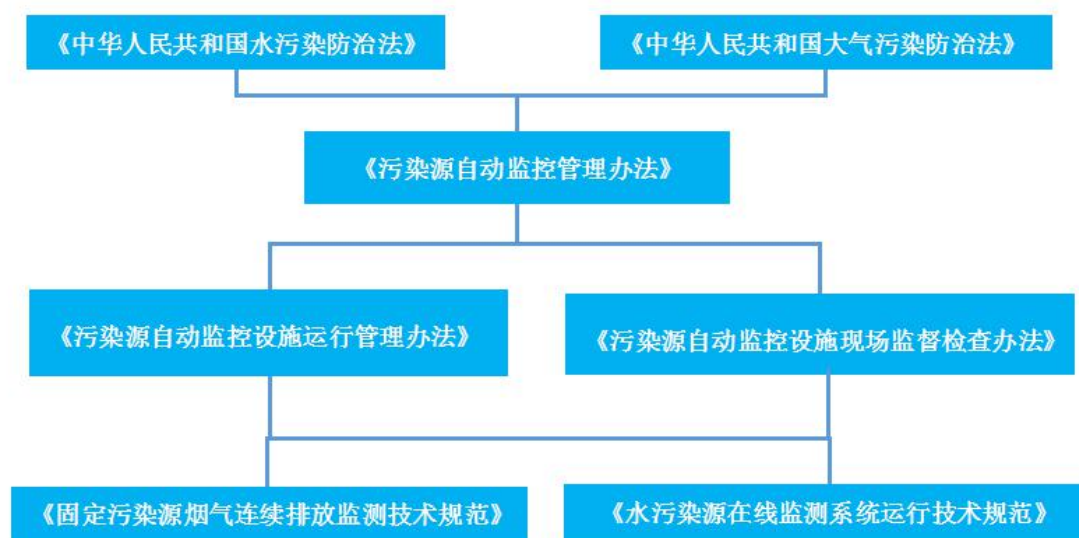 《中华人民共和国水污染防治法》
《中华人民共和国大气污染防治法》
《污染源自动监控管理办法》
《污染源自动监控设施运行管理办法》
《污染源自动监控设施现场监督检查办法》
《固定污染源烟气连续排放监测技术规范》
《水污染源在线监测系统运行技术规范》